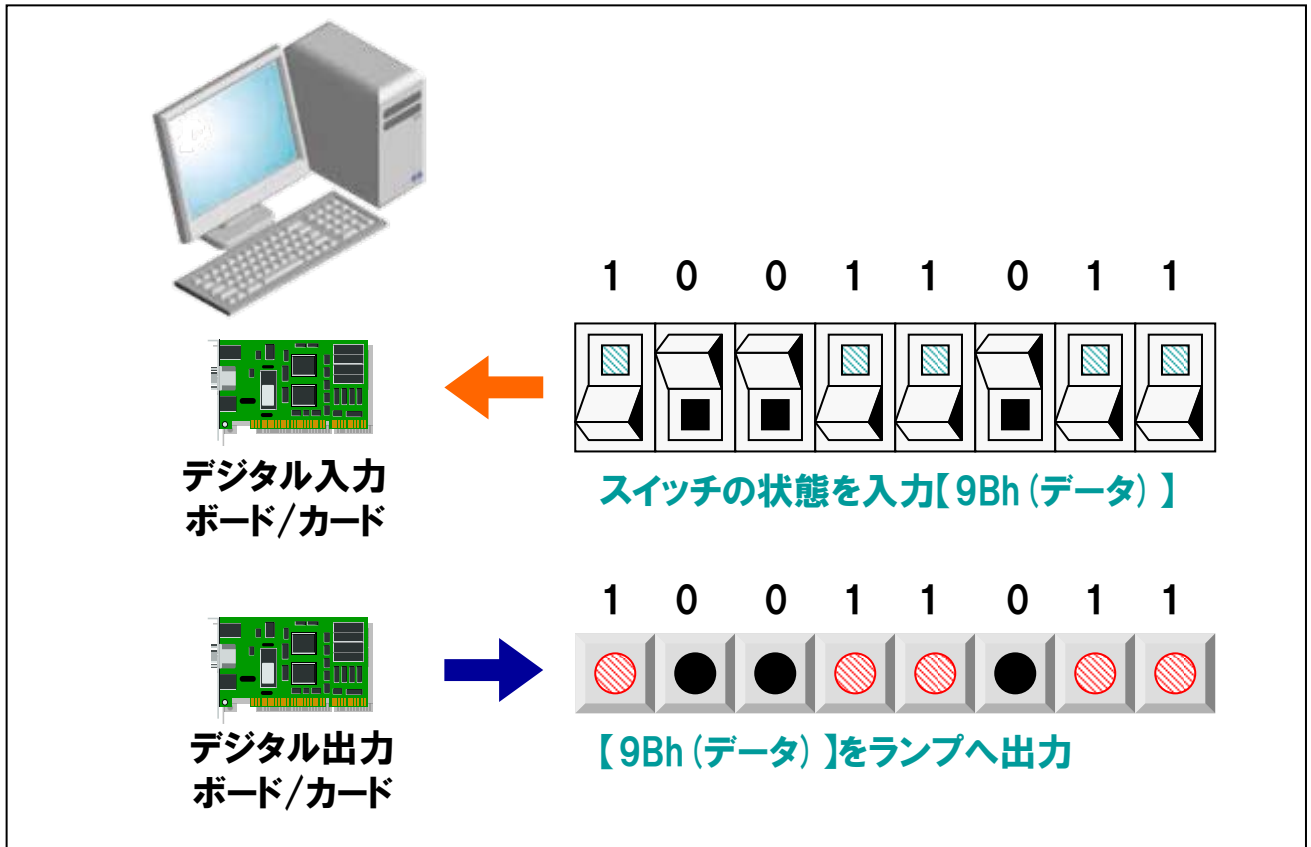 1 0 0 1 1 0 1 1
デジタル入力
ボード/カード
スイッチの状態を入力【9Bh(データ)】
1 0 0 1 1 0 1 1
デジタル出力
ボード/カード
【9Bh(データ)】をランプへ出力